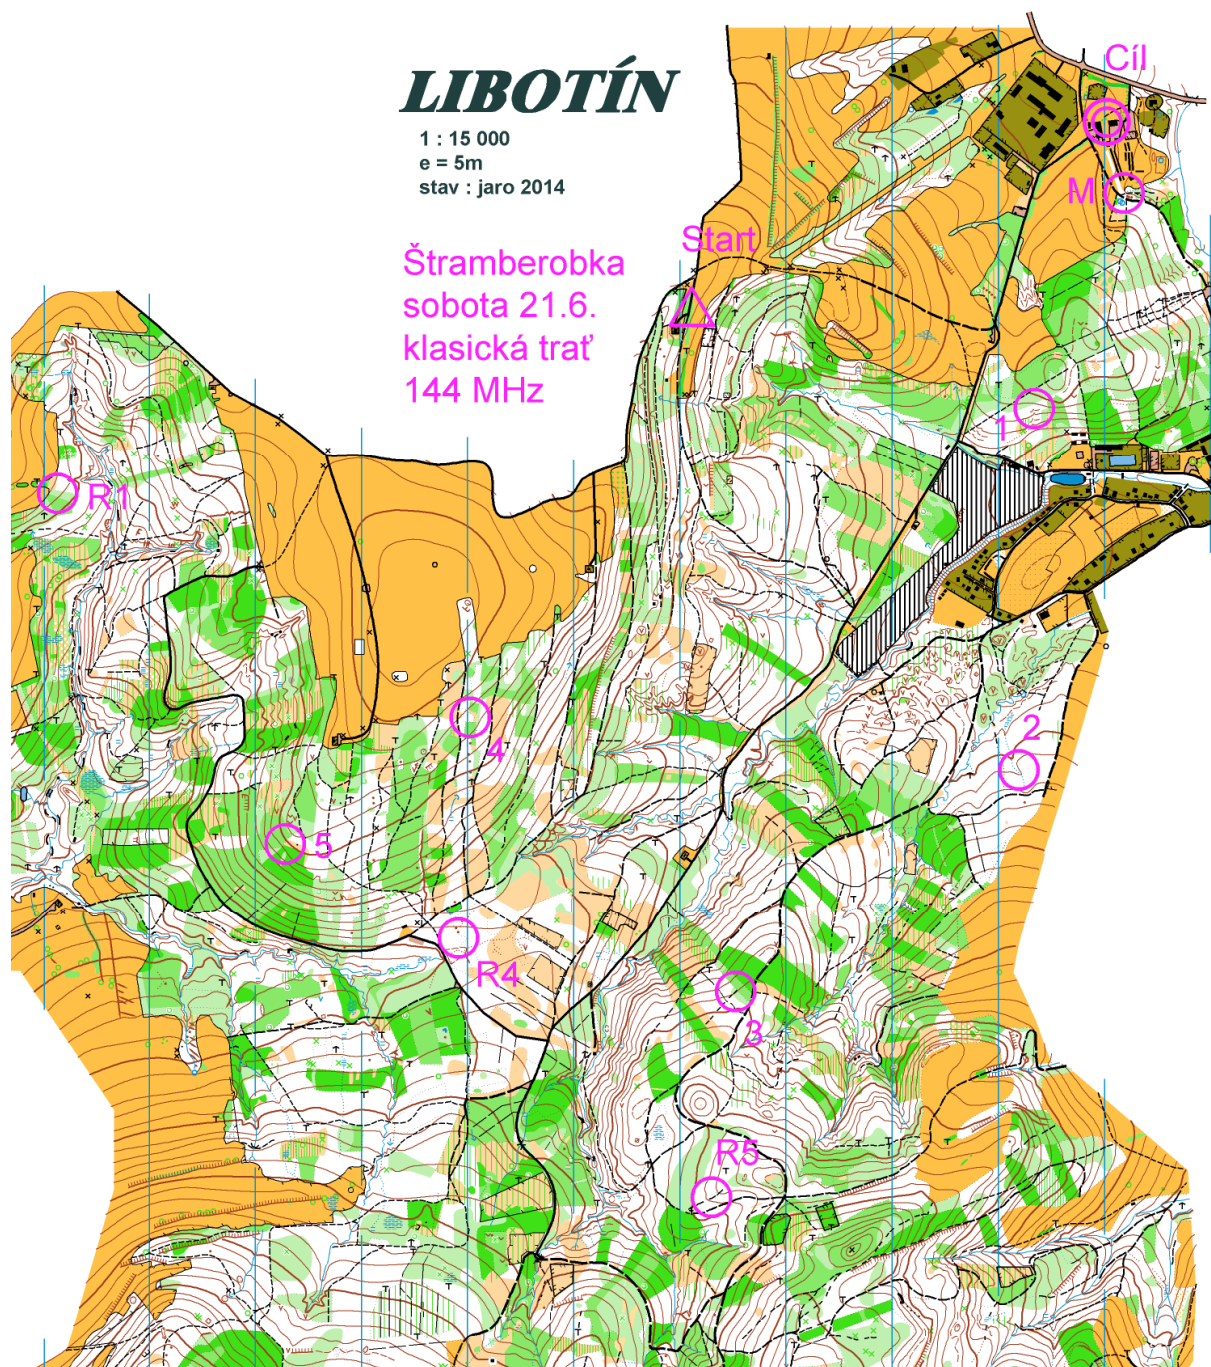 LIBOTÍN
1 : 15 000
e = 5m
stav : jaro 2014
Cíl
M
Start
Štramberobka
sobota 21.6.
klasická trať
144 MHz
1
R1
2
4
5
R4
3
R5